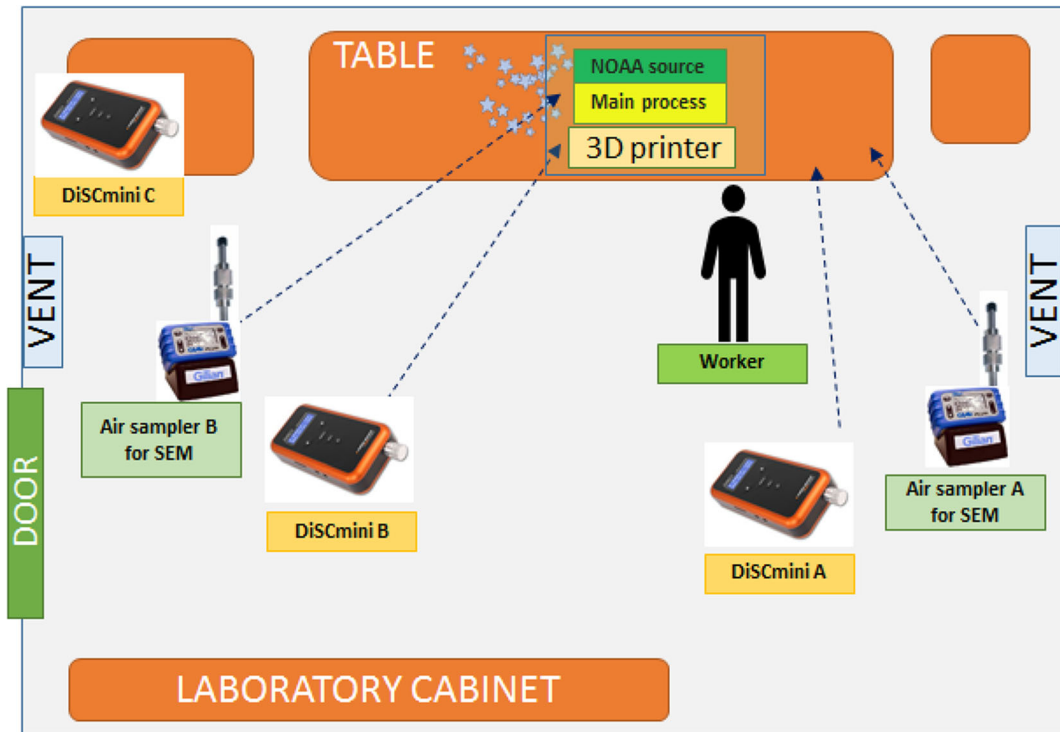 TABLE
NOAA source
Main process
3D printer
DiSCmini C
VENT
VENT
Worker
Gilian
Air sampler B
for SEM
Gilian
Air sampler A
for SEM
DOOR
DiSCmini B
DiSCmini A
LABORATORY CABINET